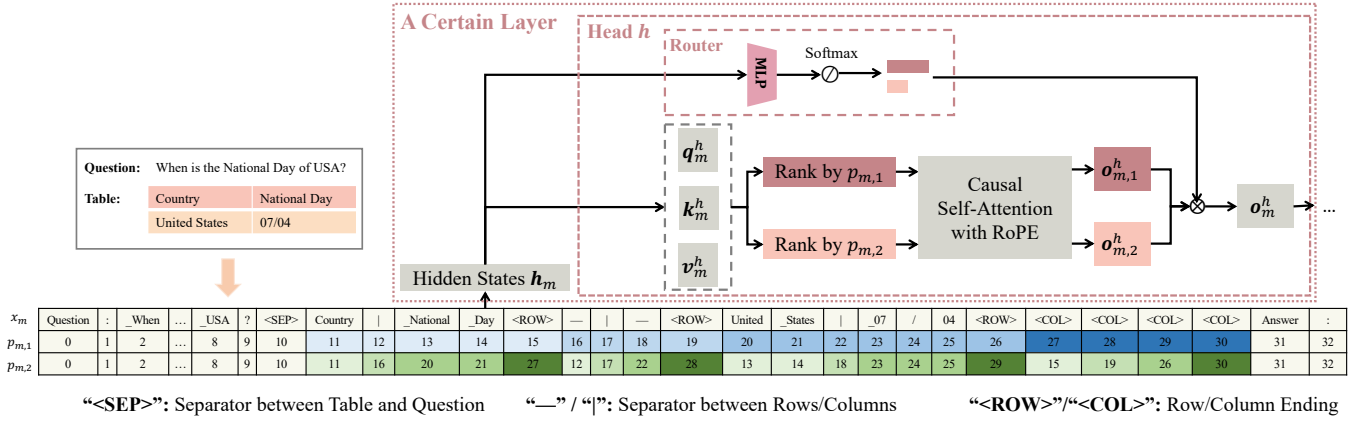 A Certain Layer
Head h
Router
MLP
Softmax
Question: When is the National Day of USA?
Table: Country National Day
United States 07/04
q_m^h
k_m^h
v_m^h
Rank by p_{m,1}
Rank by p_{m,2}
Causal
Self-Attention
with RoPE
o_{m,1}^h
o_{m,2}^h
o_m^h
...
Hidden States h_m
x_m Question : _When ... _USA ? <SEP> Country | _National _Day <ROW> — | — <ROW> United _States | _07 / 04 <ROW> <COL> <COL> <COL> <COL> Answer :
p_{m,1} 0 1 2 ... 8 9 10 11 12 13 14 15 16 17 18 19 20 21 22 23 24 25 26 27 28 29 30 31 32
p_{m,2} 0 1 2 ... 8 9 10 11 16 20 21 27 12 17 22 28 13 14 18 23 24 25 29 15 19 26 30 31 32
“<SEP>”: Separator between Table and Question “—” / “|”: Separator between Rows/Columns “<ROW>”/“<COL>”: Row/Column Ending